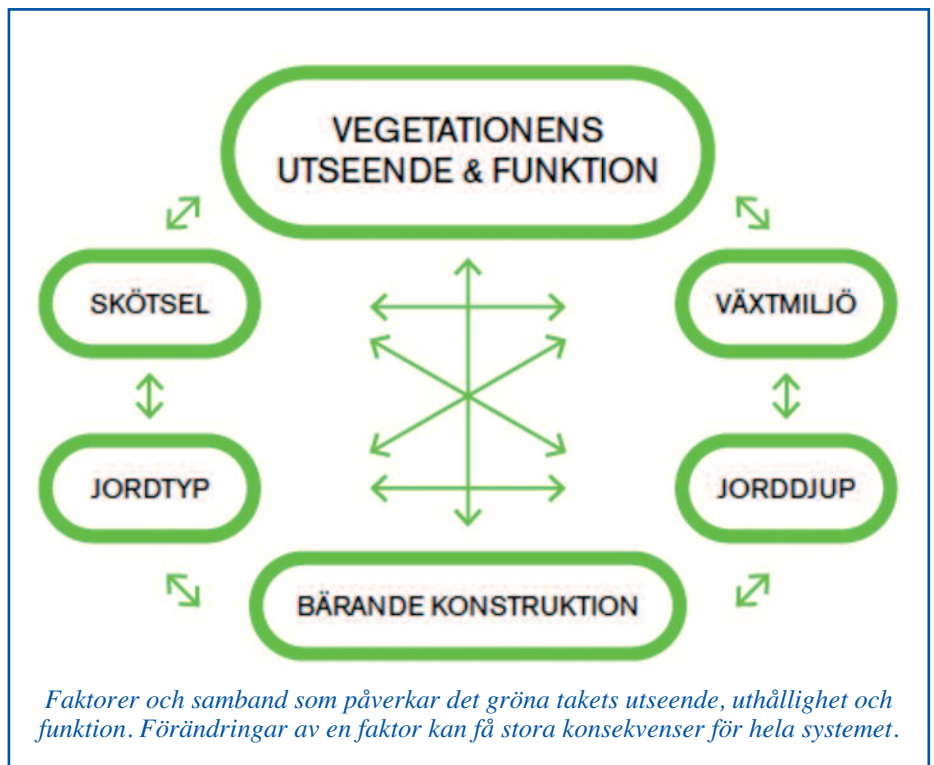 VEGETATIONENS
UTSEENDE & FUNKTION
SKÖTSEL
VÄXTMILJÖ
JORDTYP
JORDDJUP
BÄRANDE KONSTRUKTION
Faktorer och samband som påverkar det gröna takets utseende, uthållighet och
funktion. Förändringar av en faktor kan få stora konsekvenser för hela systemet.